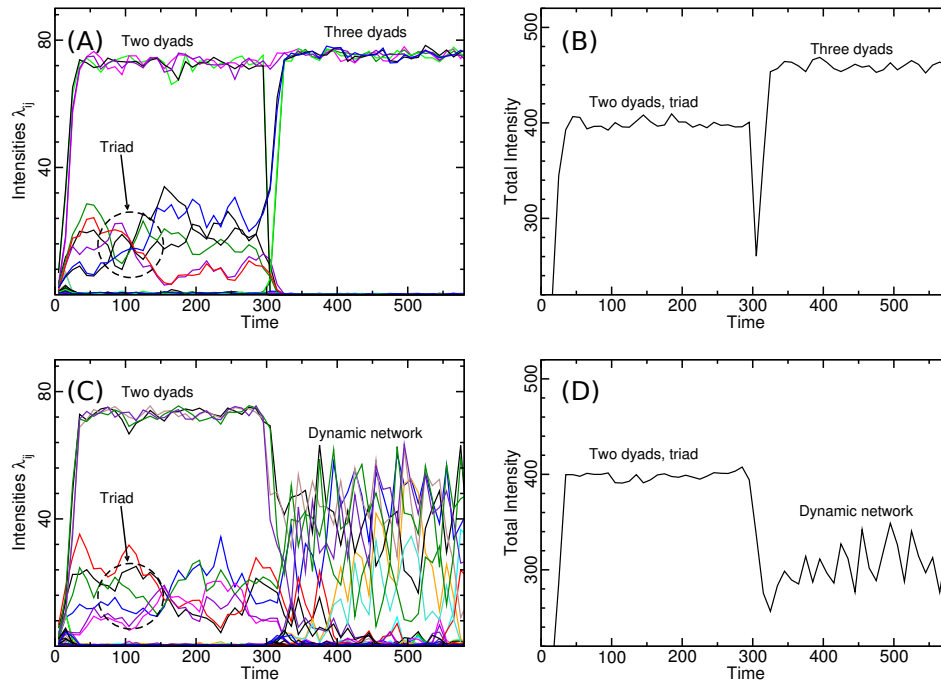 (A)
Two dyads
Three dyads
Triad
80
40
Intensities λij
0 100 200 300 400 500
Time
(B)
Three dyads
Two dyads, triad
500
400
300
Total Intensity
0 100 200 300 400 500
Time
(C)
Two dyads
Dynamic network
Triad
80
40
Intensities λij
0 100 200 300 400 500
Time
(D)
Two dyads, triad
Dynamic network
500
400
300
Total Intensity
0 100 200 300 400 500
Time